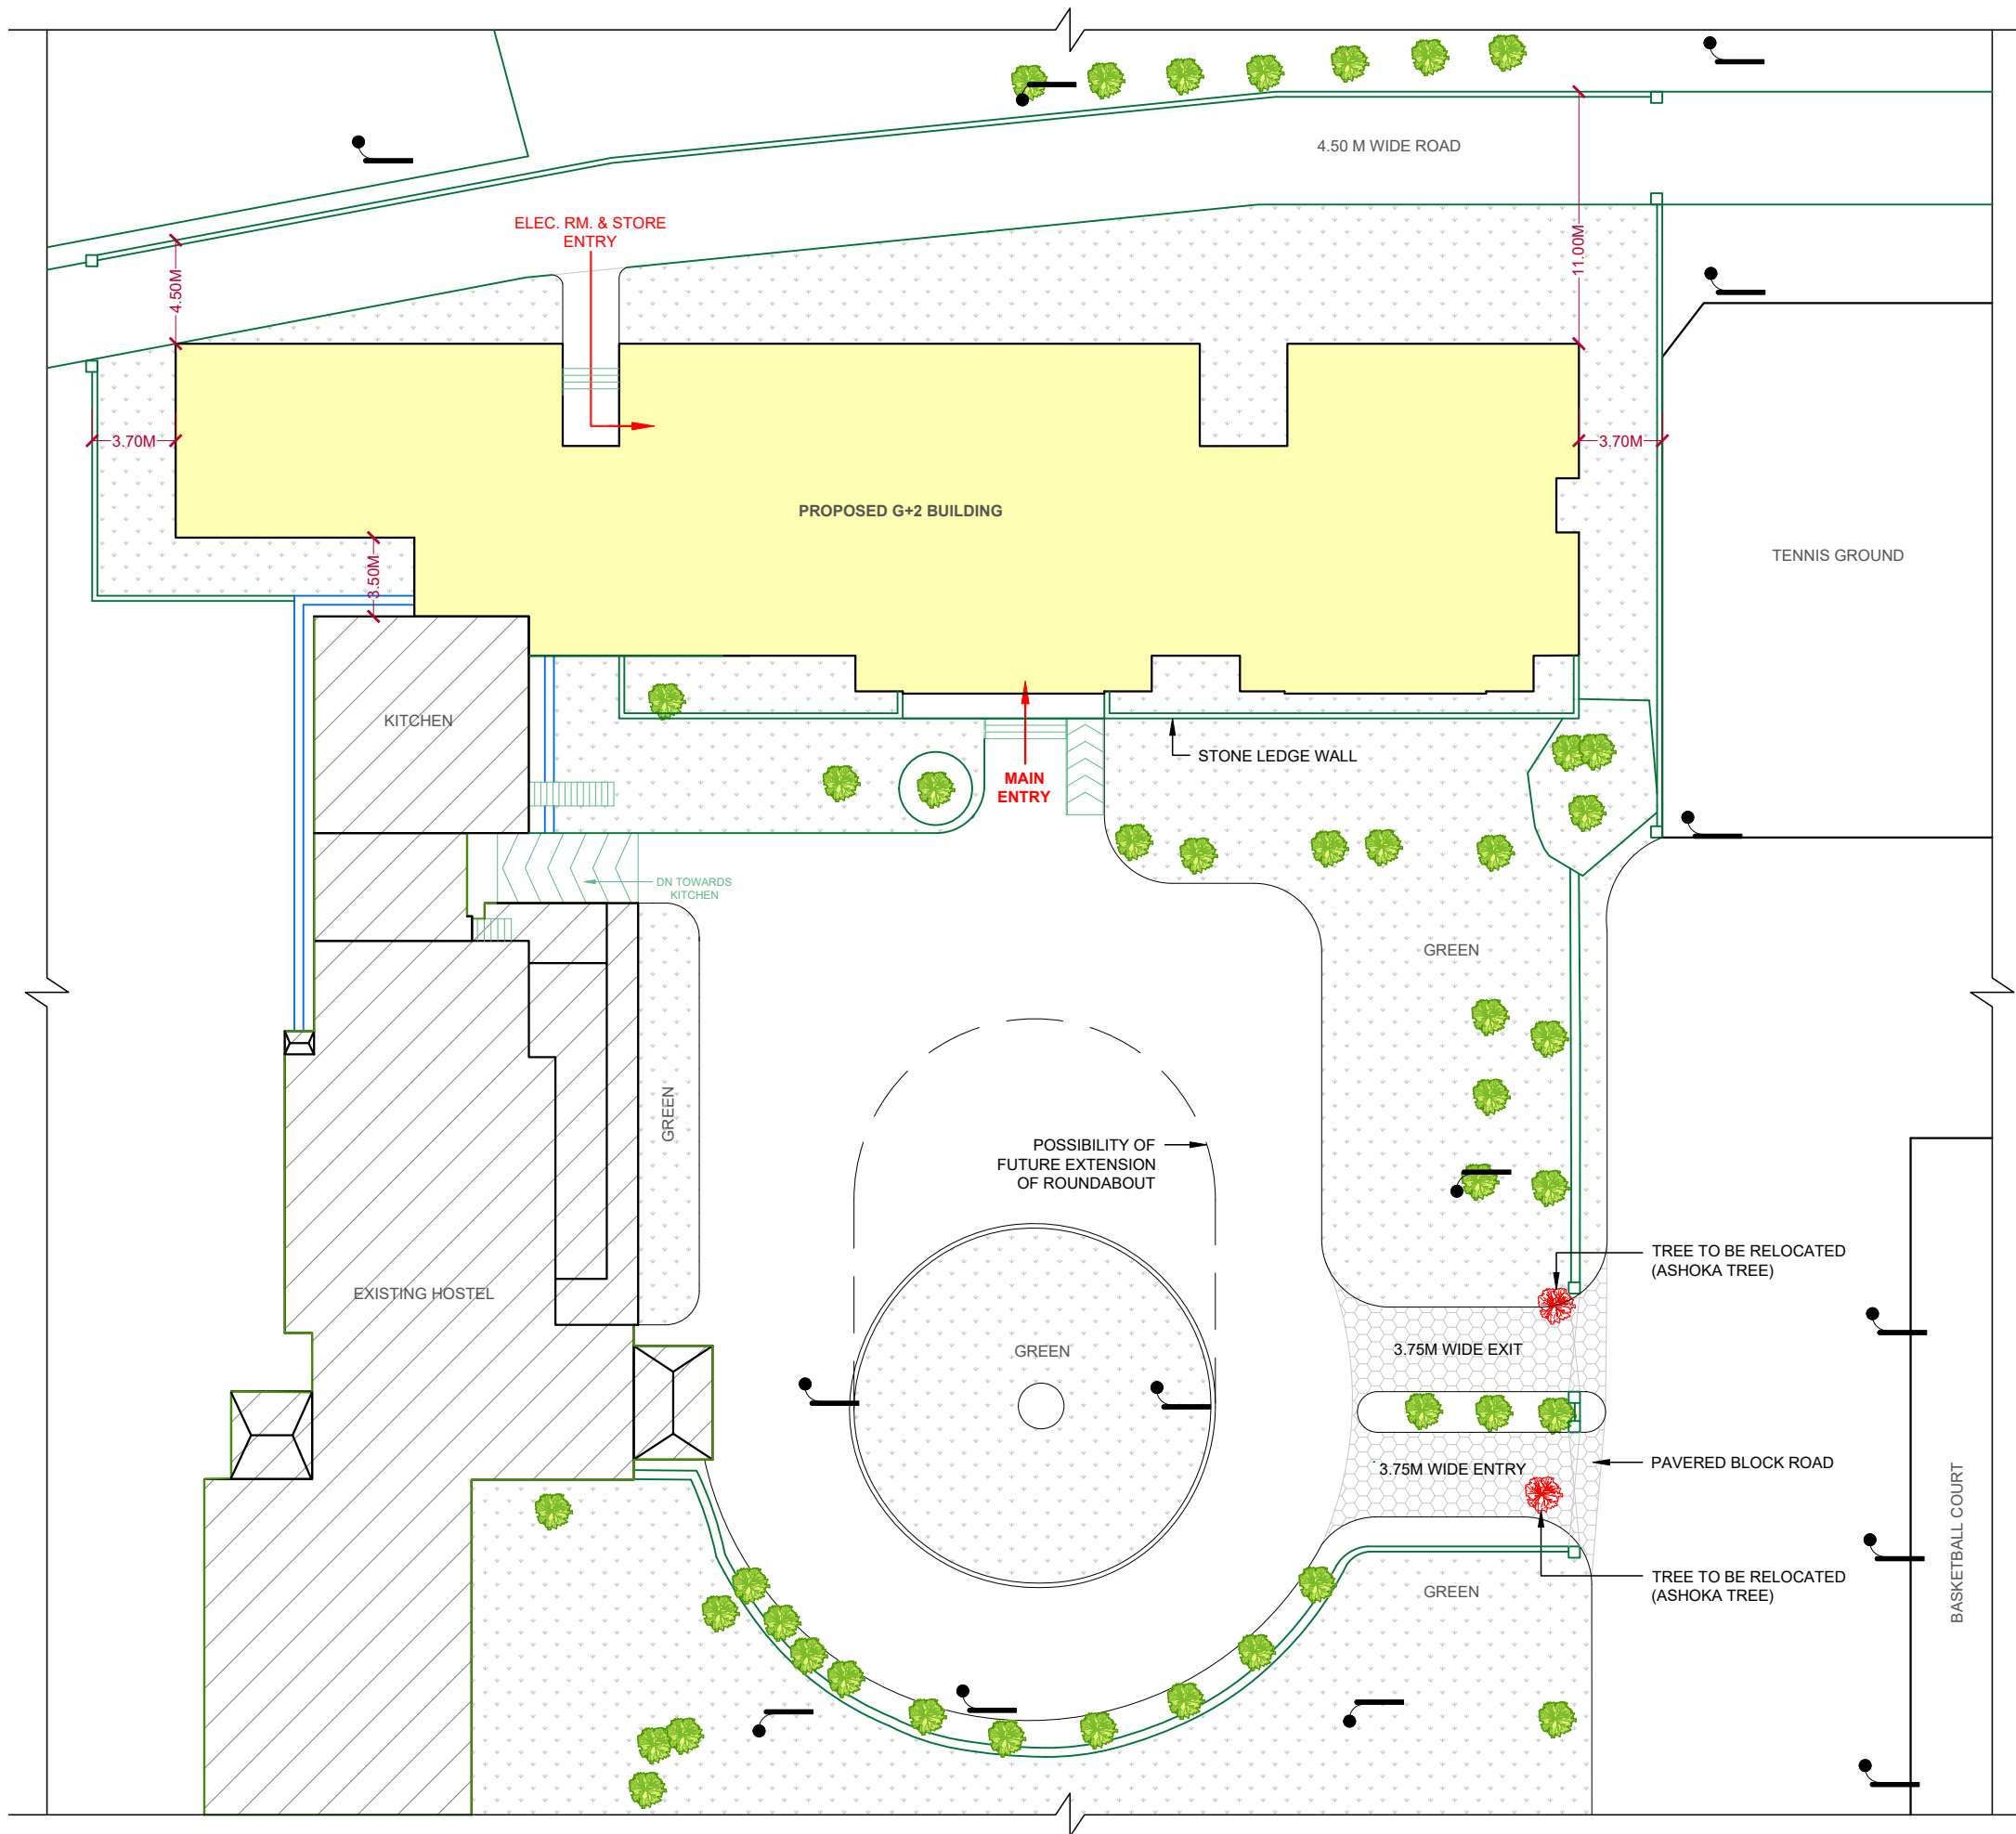 4.50 M WIDE ROAD
ELEC. RM. & STORE
ENTRY
4.50M
11.00M
3.70M
3.70M
PROPOSED G+2 BUILDING
TENNIS GROUND
3.50M
KITCHEN
STONE LEDGE WALL
MAIN
ENTRY
DN TOWARDS
KITCHEN
GREEN
GREEN
POSSIBILITY OF
FUTURE EXTENSION
OF ROUNDABOUT
TREE TO BE RELOCATED
(ASHOKA TREE)
EXISTING HOSTEL
GREEN
3.75M WIDE EXIT
3.75M WIDE ENTRY
PAVERED BLOCK ROAD
BASKETBALL COURT
GREEN
TREE TO BE RELOCATED
(ASHOKA TREE)